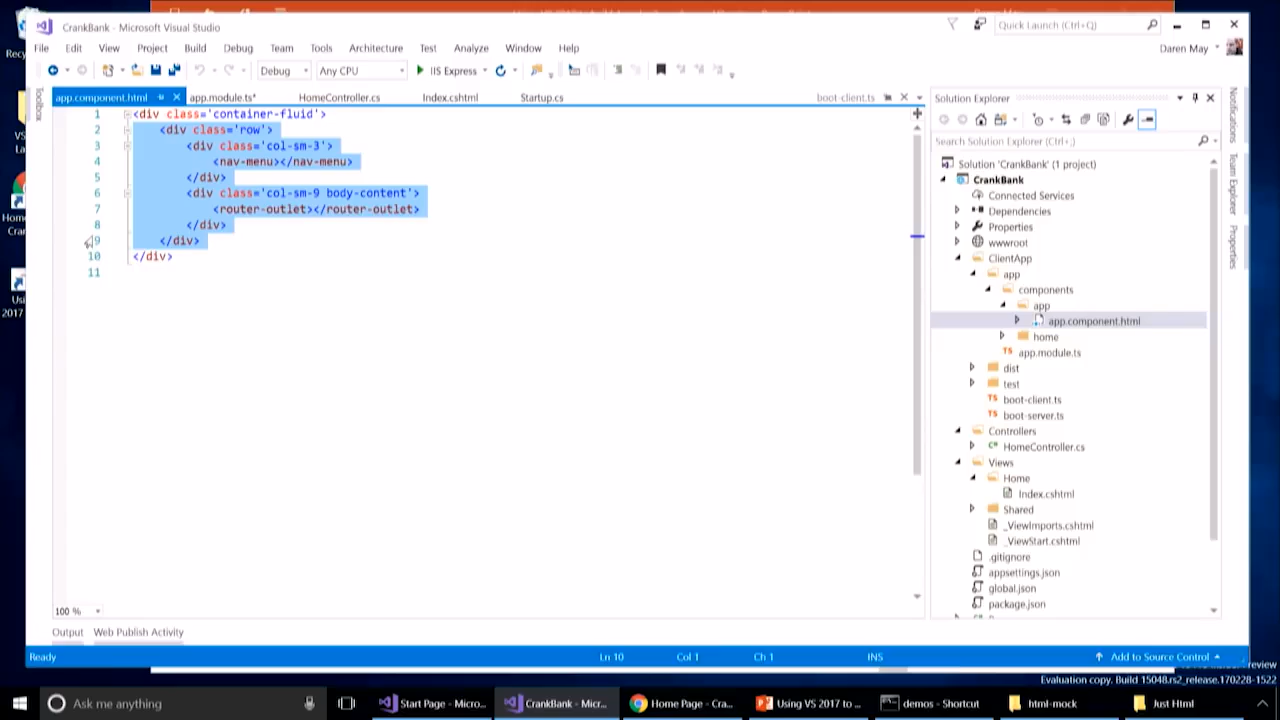 CrankBank - Microsoft Visual Studio
Quick Launch (Ctrl+Q)
File Edit View Project Build Debug Team Tools Architecture Test Analyze Window Help
Daren May
Debug Any CPU IIS Express
app.component.html app.module.ts* HomeController.cs Index.cshtml Startup.cs boot-client.ts
Toolbox
1 <div class='container-fluid'>
2 <div class='row'>
3 <div class='col-sm-3'>
4 <nav-menu></nav-menu>
5 </div>
6 <div class='col-sm-9 body-content'>
7 <router-outlet></router-outlet>
8 </div>
9 </div>
10 </div>
11
100 %
Output Web Publish Activity
Solution Explorer
Search Solution Explorer (Ctrl+;)
Solution 'CrankBank' (1 project)
CrankBank
Connected Services
Dependencies
Properties
wwwroot
ClientApp
app
components
app
app.component.html
home
TS app.module.ts
dist
test
TS boot-client.ts
TS boot-server.ts
Controllers
C# HomeController.cs
Views
Home
Index.cshtml
Shared
_ViewImports.cshtml
_ViewStart.cshtml
.gitignore
appsettings.json
global.json
package.json
Notifications
Team Explorer
Properties
Ready Ln 10 Col 1 Ch 1 INS Add to Source Control
Evaluation copy. Build 15048.rs2_release.170228-1522
Ask me anything
Start Page - Micro...
CrankBank - Micr...
Home Page - Cra...
Using VS 2017 to ...
demos - Shortcut
html-mock
Just Html